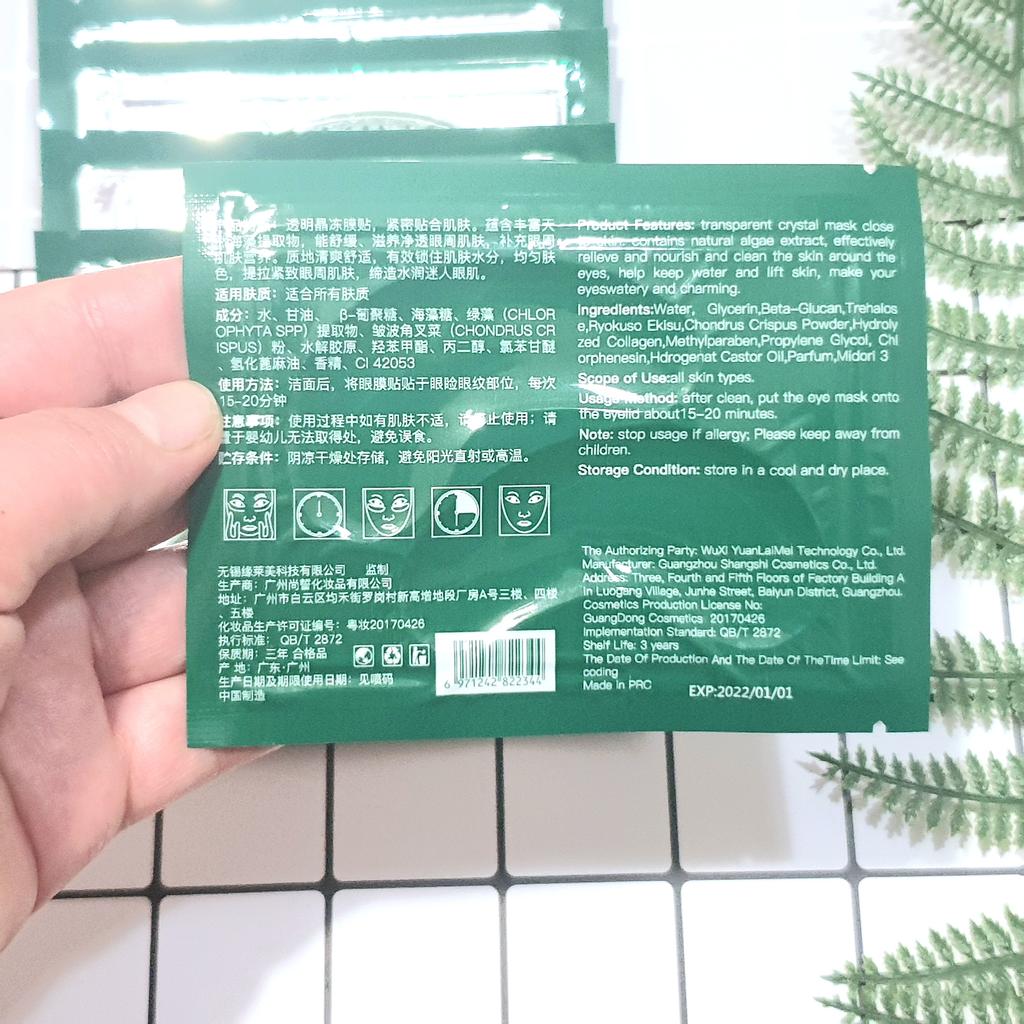 透明晶冻膜贴，紧密贴合肌肤。蕴含丰富天
海藻提取物，能舒缓、滋养净透眼周肌肤。补充眼周
肌肤营养。质地清爽舒适，有效锁住肌肤水分，均匀肤
色，提拉紧致眼周肌肤，缔造水润迷人眼肌。
适用肤质：适合所有肤质
成分：水、甘油、 β-葡聚糖、海藻糖、绿藻（CHLOR
OPHYTA SPP）提取物、皱波角叉菜（CHONDRUS CR
ISPUS）粉、水解胶原、羟苯甲酯、丙二醇、氯苯甘醚
、氢化蓖麻油、香精、CI 42053
使用方法：洁面后，将眼膜贴贴于眼睑眼纹部位，每次
15-20分钟
注意事项：使用过程中如有肌肤不适，请停止使用；请
置于婴幼儿无法取得处，避免误食。
贮存条件：阴凉干燥处存储，避免阳光直射或高温。
无锡缘莱美科技有限公司 监制
生产商：广州尚皙化妆品有限公司
地址：广州市白云区均禾街罗岗村新高增地段厂房A号三楼、四楼
、五楼
化妆品生产许可证编号：粤妆20170426
执行标准：QB/T 2872
保质期：三年 合格品
产 地：广东·广州
生产日期及期限使用日期：见喷码
中国制造
6 971242 822344
Product Features: transparent crystal mask close
to skin. contains natural algae extract, effectively
relieve and nourish and clean the skin around the
eyes, help keep water and lift skin, make your
eyeswatery and charming.
Ingredients:Water, Glycerin,Beta-Glucan,Trehalos
e,Ryokuso Ekisu,Chondrus Crispus Powder,Hydroly
zed Collagen,Methylparaben,Propylene Glycol, Chl
orphenesin,Hdrogenat Castor Oil,Parfum,Midori 3
Scope of Use:all skin types.
Usage Method: after clean, put the eye mask onto
the eyelid about15-20 minutes.
Note: stop usage if allergy; Please keep away from
children.
Storage Condition: store in a cool and dry place.
The Authorizing Party: WuXi YuanLaiMei Technology Co., Ltd.
Manufacturer: Guangzhou Shangshi Cosmetics Co., Ltd.
Address: Three, Fourth and Fifth Floors of Factory Building A
in Luogang Village, Junhe Street, Baiyun District, Guangzhou.
Cosmetics Production License No:
GuangDong Cosmetics 20170426
Implementation Standard: QB/T 2872
Shelf Life: 3 years
The Date Of Production And The Date Of TheTime Limit: See
coding
Made in PRC
EXP:2022/01/01